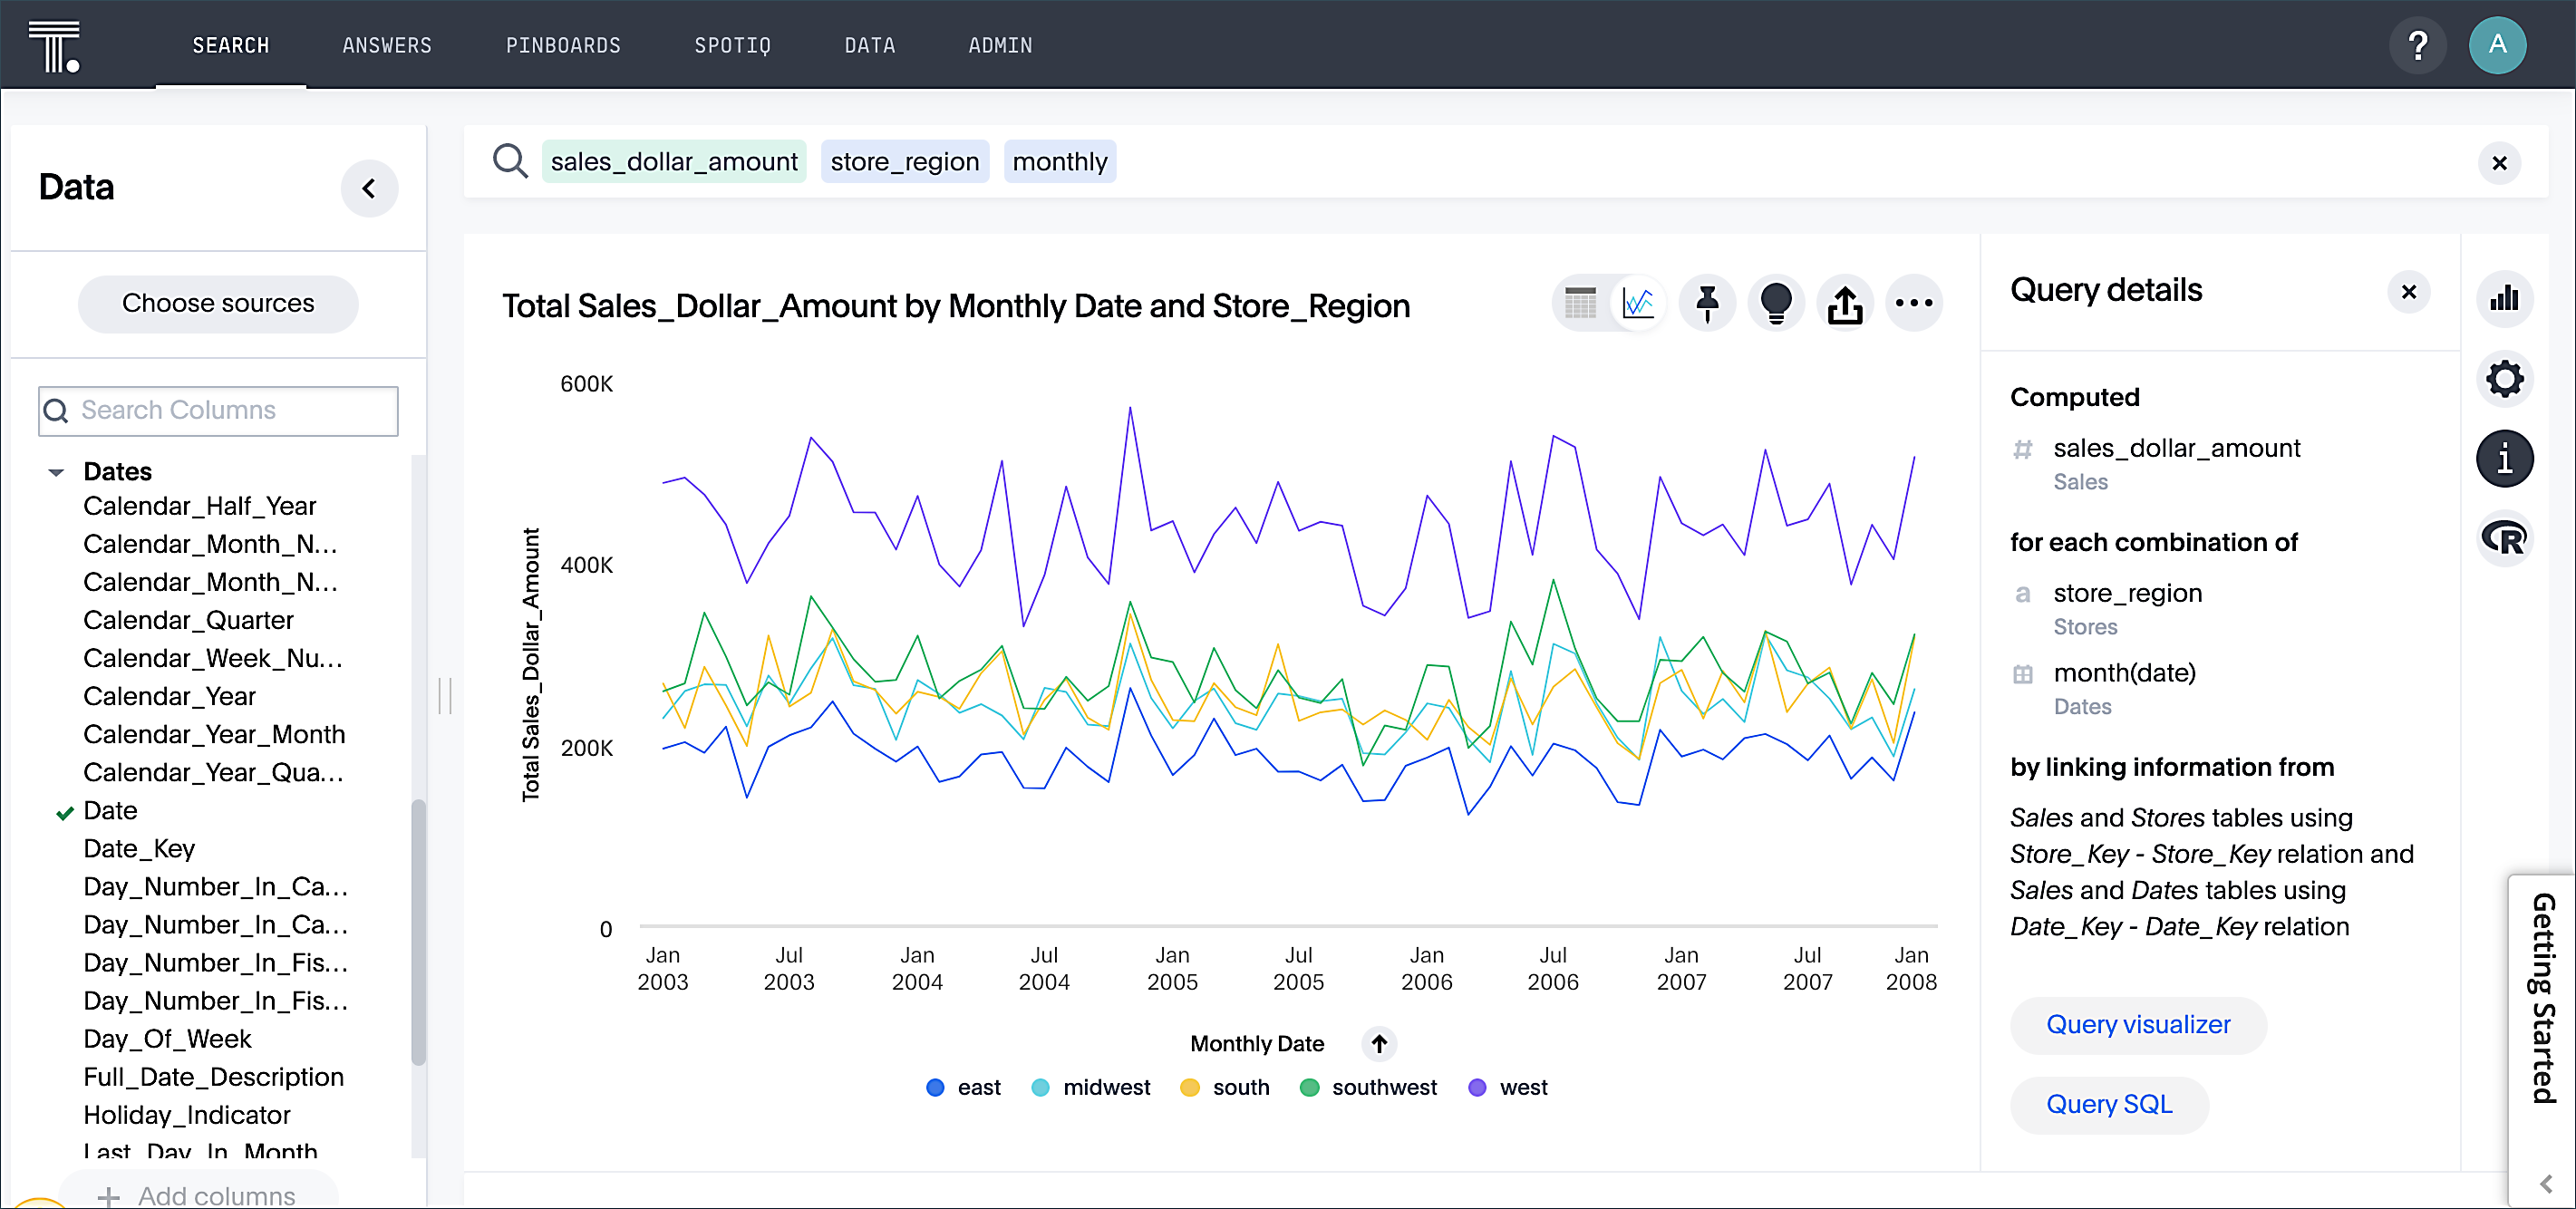 T.
SEARCH
ANSWERS
PINBOARDS
SPOTIQ
DATA
ADMIN
?
A
Data
Choose sources
Search Columns
Dates
Calendar_Half_Year
Calendar_Month_N...
Calendar_Month_N...
Calendar_Quarter
Calendar_Week_Nu...
Calendar_Year
Calendar_Year_Month
Calendar_Year_Qua...
Date
Date_Key
Day_Number_In_Ca...
Day_Number_In_Ca...
Day_Number_In_Fis...
Day_Number_In_Fis...
Day_Of_Week
Full_Date_Description
Holiday_Indicator
Last_Day_In_Month
+ Add columns
sales_dollar_amount store_region monthly
Total Sales_Dollar_Amount by Monthly Date and Store_Region
Total Sales_Dollar_Amount
600K
400K
200K
0
Jan 2003
Jul 2003
Jan 2004
Jul 2004
Jan 2005
Jul 2005
Jan 2006
Jul 2006
Jan 2007
Jul 2007
Jan 2008
Monthly Date
east midwest south southwest west
Query details
Computed
# sales_dollar_amount
Sales
for each combination of
a store_region
Stores
month(date)
Dates
by linking information from
Sales and Stores tables using
Store_Key - Store_Key relation and
Sales and Dates tables using
Date_Key - Date_Key relation
Query visualizer
Query SQL
i
R
Getting Started